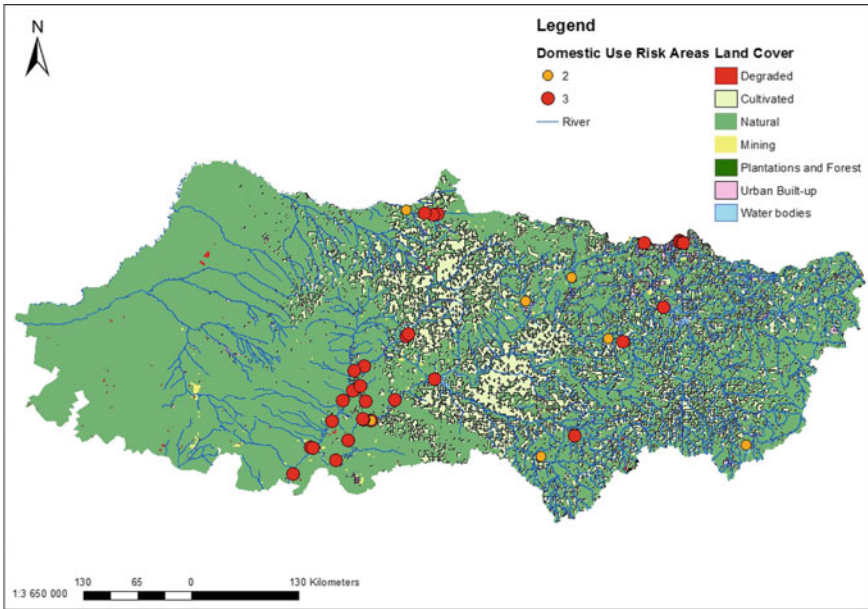 N
Legend
Domestic Use Risk Areas
2
3
River
Land Cover
Degraded
Cultivated
Natural
Mining
Plantations and Forest
Urban Built-up
Water bodies
130 65 0 130 Kilometers
1:3 650 000